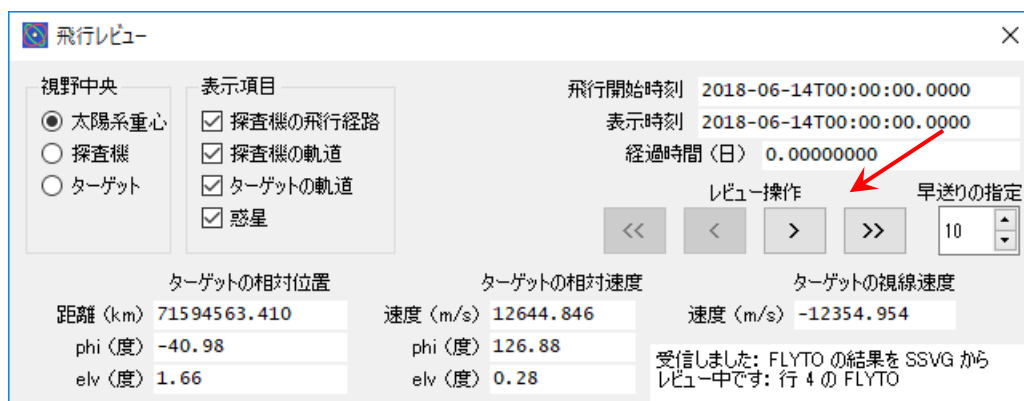 飛行レビュー
視野中央
太陽系重心
探査機
ターゲット
表示項目
探査機の飛行経路
探査機の軌道
ターゲットの軌道
惑星
飛行開始時刻 2018-06-14T00:00:00.0000
表示時刻 2018-06-14T00:00:00.0000
経過時間（日） 0.00000000
レビュー操作 早送りの指定
<< < > >> 10
ターゲットの相対位置
距離（km） 71594563.410
phi（度） -40.98
elv（度） 1.66
ターゲットの相対速度
速度（m/s） 12644.846
phi（度） 126.88
elv（度） 0.28
ターゲットの視線速度
速度（m/s） -12354.954
受信しました: FLYTO の結果を SSVG から
レビュー中です: 行 4 の FLYTO